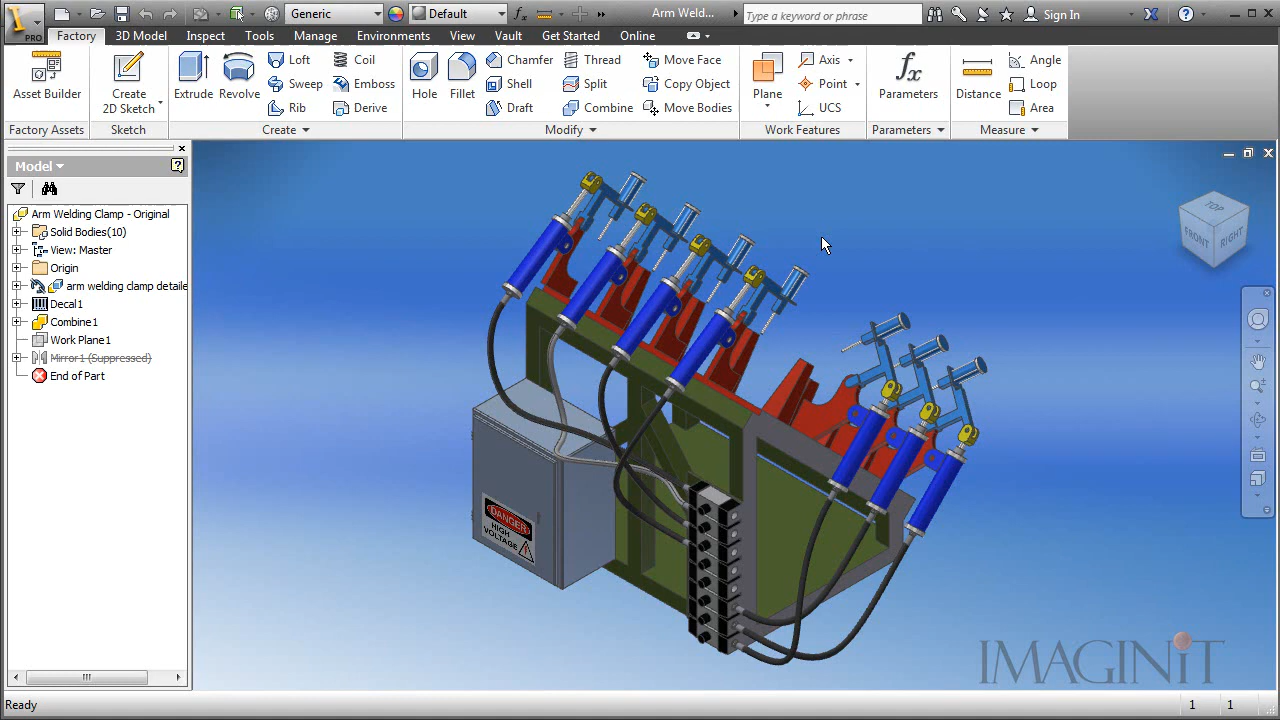 Generic
Default
fx
Arm Weld...
Type a keyword or phrase
Sign In
PRO
Factory
3D Model
Inspect
Tools
Manage
Environments
View
Vault
Get Started
Online
Asset Builder
Create
2D Sketch
Extrude
Revolve
Loft
Sweep
Rib
Coil
Emboss
Derive
Hole
Fillet
Chamfer
Shell
Draft
Thread
Split
Combine
Move Face
Copy Object
Move Bodies
Plane
Axis
Point
UCS
fx
Parameters
Distance
Angle
Loop
Area
Factory Assets
Sketch
Create
Modify
Work Features
Parameters
Measure
Model
Arm Welding Clamp - Original
Solid Bodies(10)
View: Master
Origin
arm welding clamp detaile
Decal1
Combine1
Work Plane1
Mirror1 (Suppressed)
End of Part
TOP
FRONT
RIGHT
DANGER
HIGH
VOLTAGE
IMAGINiT
Ready
1
1